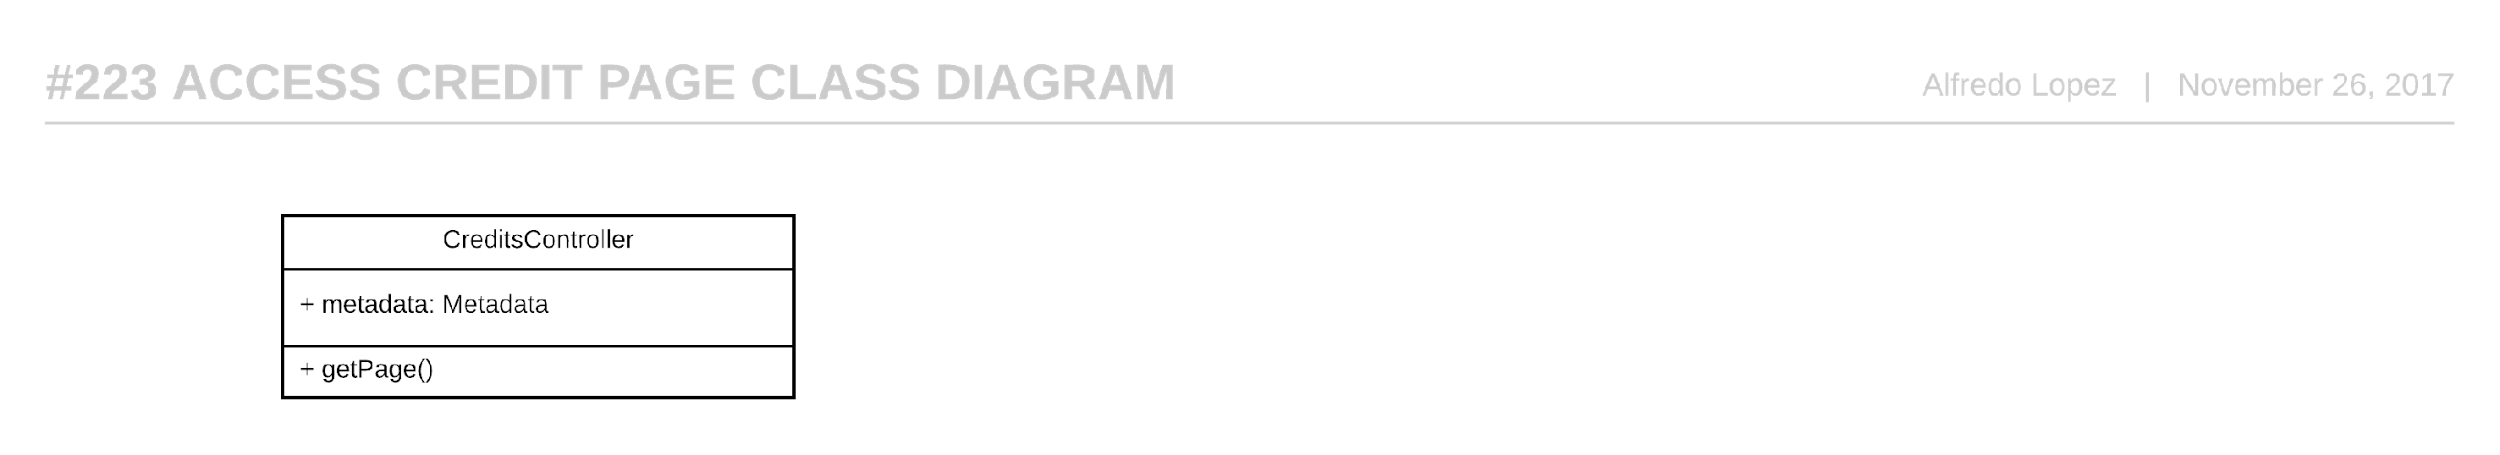 #223 ACCESS CREDIT PAGE CLASS DIAGRAM
Alfredo Lopez | November 26, 2017
CreditsController
+ metadata: Metadata
+ getPage()